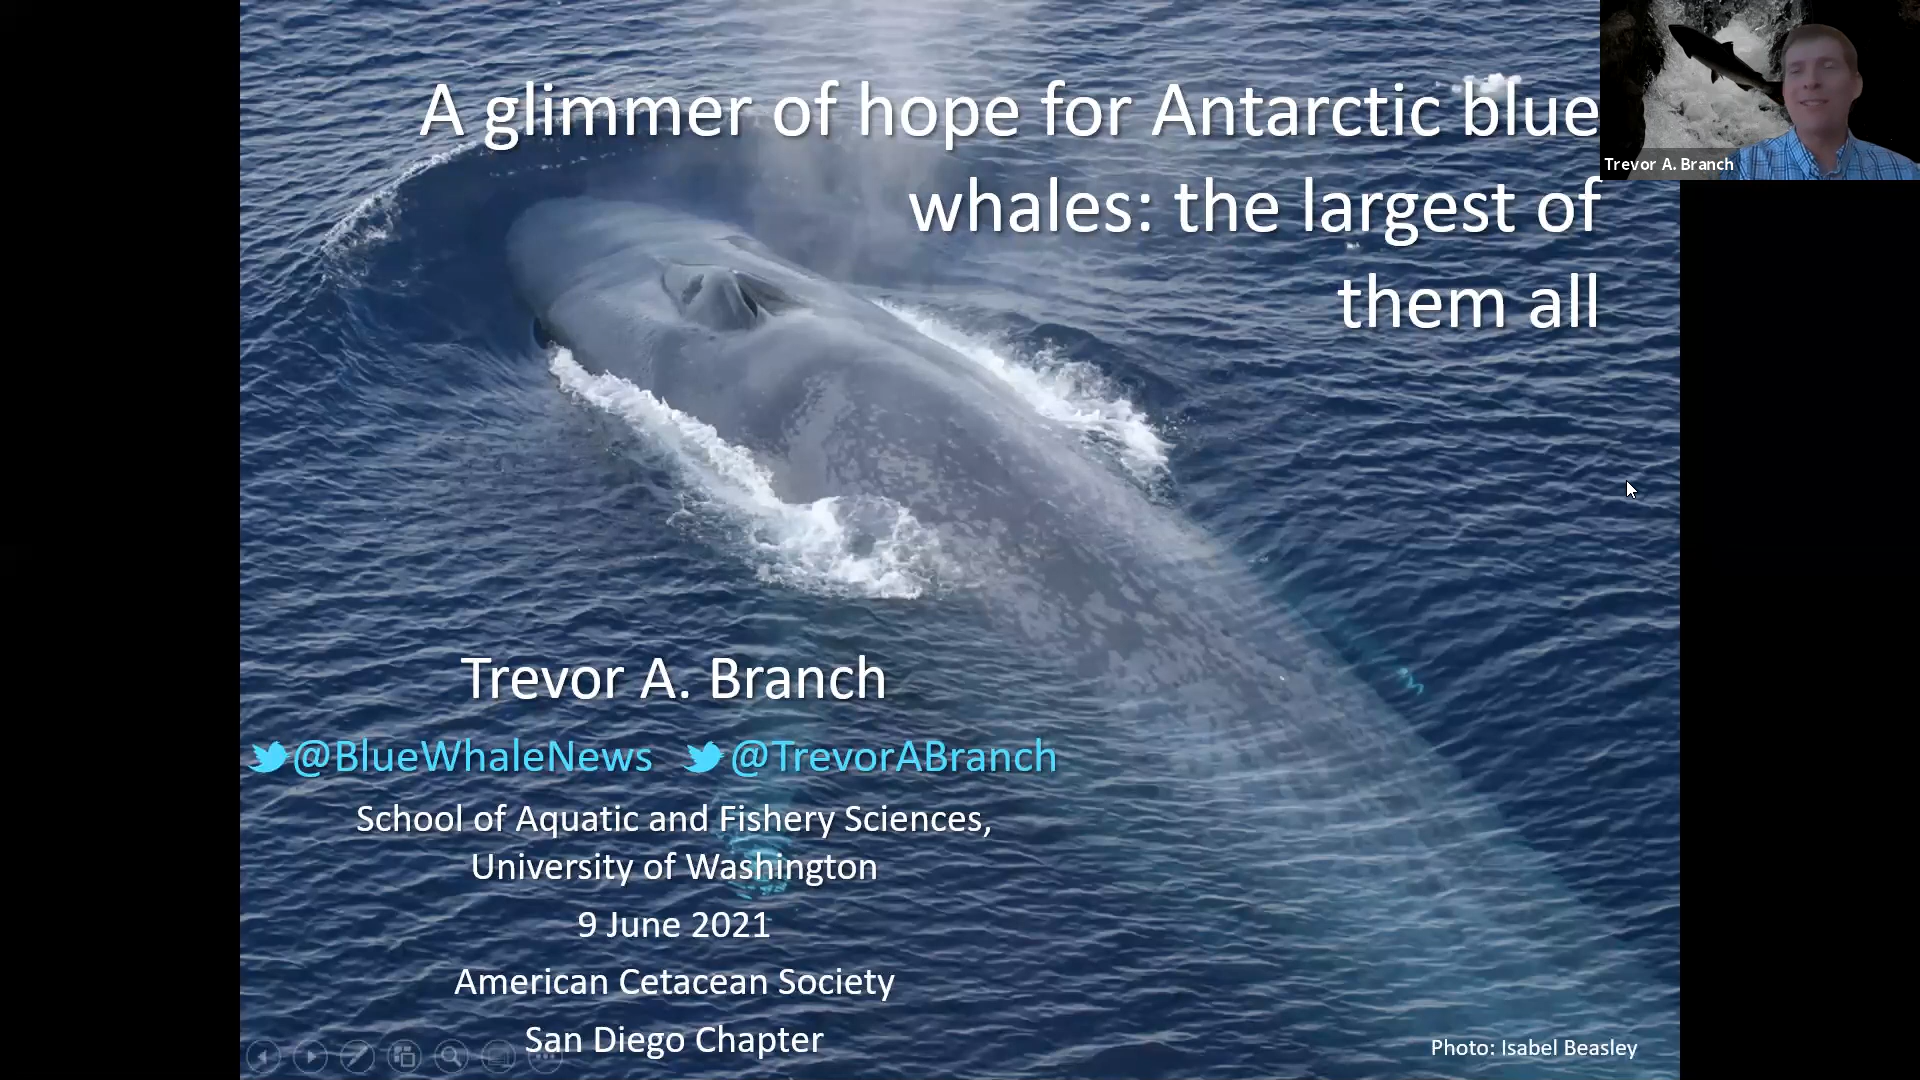 A glimmer of hope for Antarctic blue
whales: the largest of
them all
Trevor A. Branch
Trevor A. Branch
@BlueWhaleNews @TrevorABranch
School of Aquatic and Fishery Sciences,
University of Washington
9 June 2021
American Cetacean Society
San Diego Chapter
Photo: Isabel Beasley